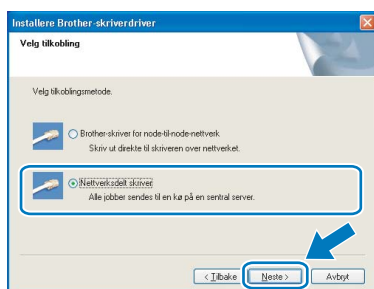 Installere Brother-skriverdriver
Velg tilkobling
Velg tilkoblingsmetode.
Brother-skriver for node-til-node-nettverk
Skriv ut direkte til skriveren over nettverket.
Nettverksdelt skriver
Alle jobber sendes til en kø på en sentral server.
< Tilbake   Neste >   Avbryt